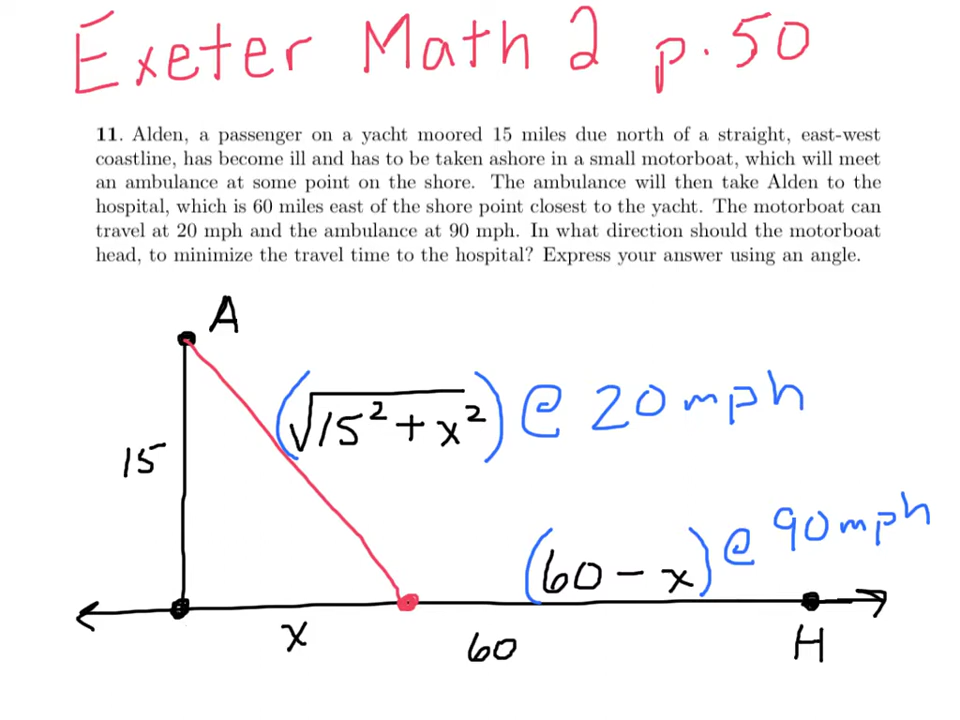 Exeter Math 2 p.50
11. Alden, a passenger on a yacht moored 15 miles due north of a straight, east-west
coastline, has become ill and has to be taken ashore in a small motorboat, which will meet
an ambulance at some point on the shore. The ambulance will then take Alden to the
hospital, which is 60 miles east of the shore point closest to the yacht. The motorboat can
travel at 20 mph and the ambulance at 90 mph. In what direction should the motorboat
head, to minimize the travel time to the hospital? Express your answer using an angle.
A
(√15²+x²) @ 20 mph
15
(60 - x) @ 90 mph
x
60
H